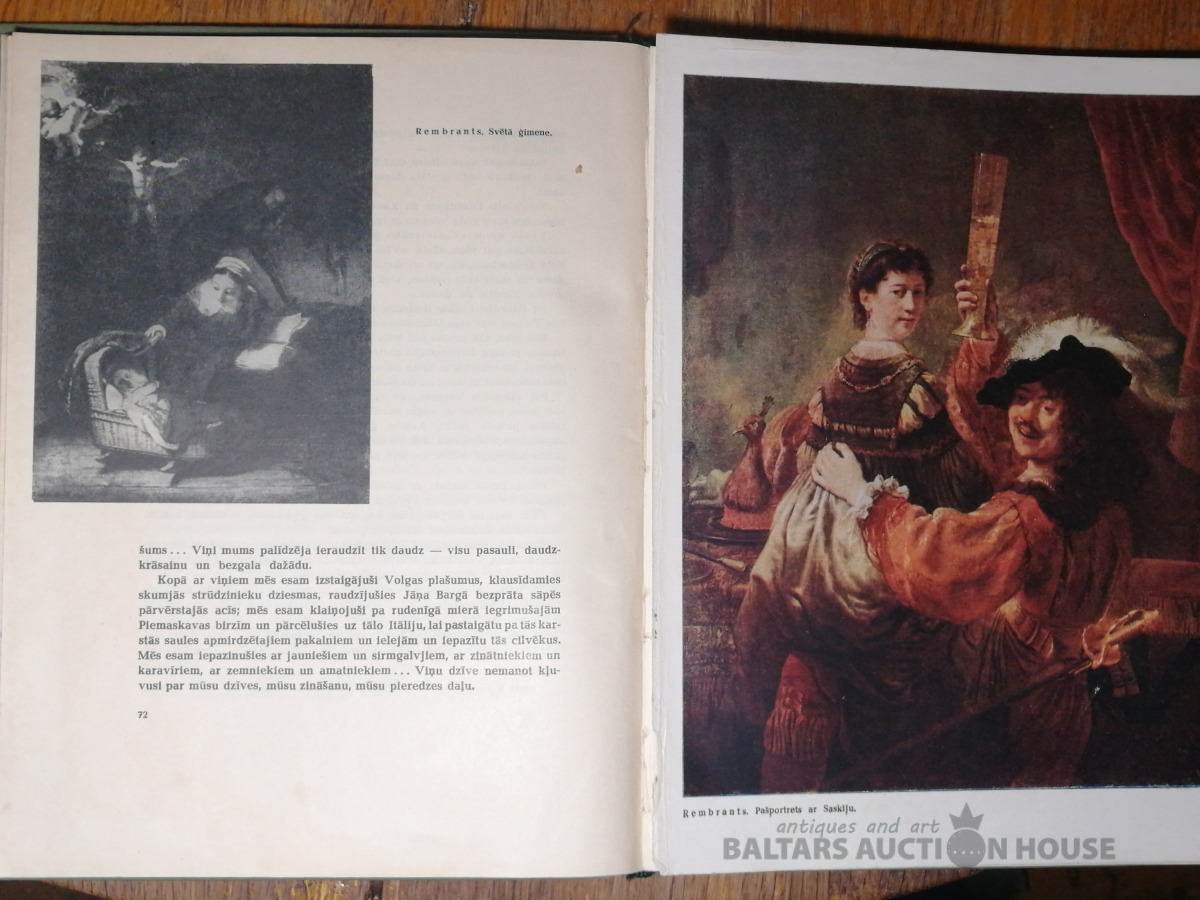 Rembrants. Svētā ģimene.
šums... Viņi mums palīdzēja ieraudzīt tik daudz — visu pasauli, daudz-
krāsainu un bezgala dažādu.
Kopā ar viņiem mēs esam izstaigājuši Volgas plašumus, klausīdamies
skumjās strūdzinieku dziesmas, raudzījušies Jāņa Bargā bezprāta sāpēs
pārvērstajās acīs; mēs esam klaiņojuši pa rudenīgā mierā iegrimušajām
Piemaskavas birzīm un pārcēlušies uz tālo Itāliju, lai pastaigātu pa tās kar-
stās saules apmirdzētajiem pakalniem un ielejām un iepazītu tās cilvēkus.
Mēs esam iepazinušies ar jauniešiem un sirmgalvjiem, ar zinātniekiem un
karavīriem, ar zemniekiem un amatniekiem... Viņu dzīve nemanot kļu-
vusi par mūsu dzīves, mūsu zināšanu, mūsu pieredzes daļu.
72
Rembrants. Pašportrets ar Saskiju.
antiques and art
BALTARS AUCTION HOUSE